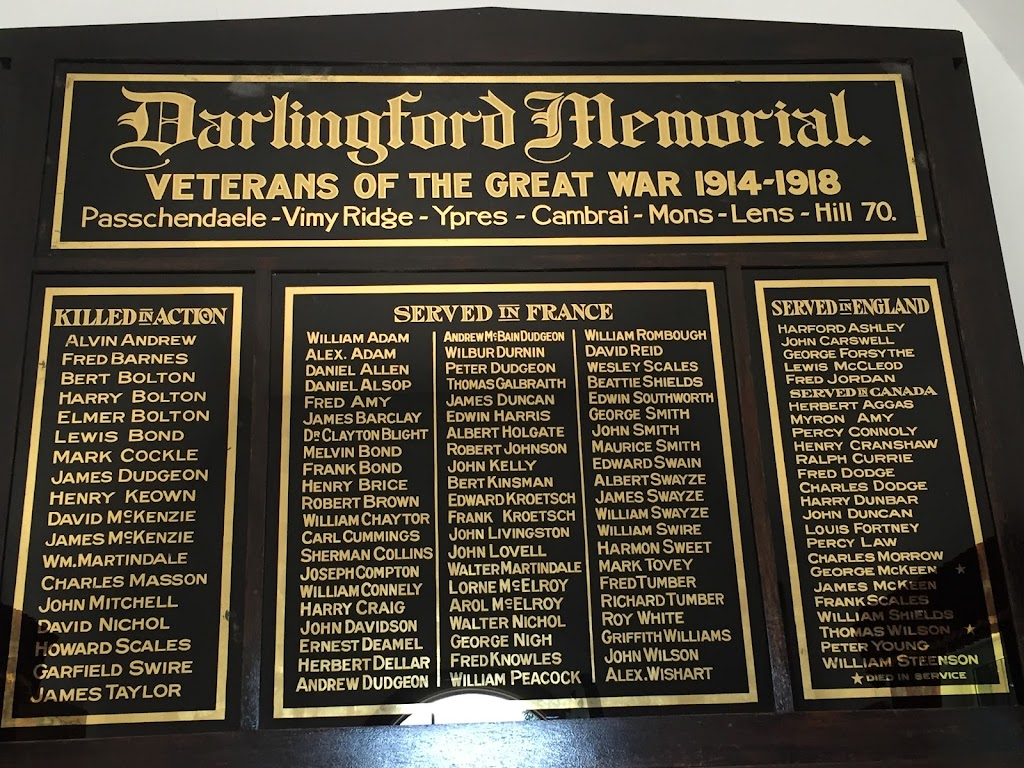 Darlingford Memorial.
VETERANS OF THE GREAT WAR 1914-1918
Passchendaele - Vimy Ridge - Ypres - Cambrai - Mons - Lens - Hill 70.
KILLED IN ACTION
ALVIN ANDREW
FRED BARNES
BERT BOLTON
HARRY BOLTON
ELMER BOLTON
LEWIS BOND
MARK COCKLE
JAMES DUDGEON
HENRY KEOWN
DAVID McKENZIE
JAMES McKENZIE
WM. MARTINDALE
CHARLES MASSON
JOHN MITCHELL
DAVID NICHOL
HOWARD SCALES
GARFIELD SWIRE
JAMES TAYLOR
SERVED IN FRANCE
WILLIAM ADAM
ALEX. ADAM
DANIEL ALLEN
DANIEL ALSOP
FRED AMY
JAMES BARCLAY
DR CLAYTON BLIGHT
MELVIN BOND
FRANK BOND
HENRY BRICE
ROBERT BROWN
WILLIAM CHAYTOR
CARL CUMMINGS
SHERMAN COLLINS
JOSEPH COMPTON
WILLIAM CONNELY
HARRY CRAIG
JOHN DAVIDSON
ERNEST DEAMEL
HERBERT DELLAR
ANDREW DUDGEON
ANDREW McBAIN DUDGEON
WILBUR DURNIN
PETER DUDGEON
THOMAS GALBRAITH
JAMES DUNCAN
EDWIN HARRIS
ALBERT HOLGATE
ROBERT JOHNSON
JOHN KELLY
BERT KINSMAN
EDWARD KROETSCH
FRANK KROETSCH
JOHN LIVINGSTON
JOHN LOVELL
WALTER MARTINDALE
LORNE McELROY
AROL McELROY
WALTER NICHOL
GEORGE NIGH
FRED KNOWLES
WILLIAM PEACOCK
WILLIAM ROMBOUGH
DAVID REID
WESLEY SCALES
BEATTIE SHIELDS
EDWIN SOUTHWORTH
GEORGE SMITH
JOHN SMITH
MAURICE SMITH
EDWARD SWAIN
ALBERT SWAYZE
JAMES SWAYZE
WILLIAM SWAYZE
WILLIAM SWIRE
HARMON SWEET
MARK TOVEY
FRED TUMBER
RICHARD TUMBER
ROY WHITE
GRIFFITH WILLIAMS
JOHN WILSON
ALEX. WISHART
SERVED IN ENGLAND
HARFORD ASHLEY
JOHN CARSWELL
GEORGE FORSYTHE
LEWIS McCLEOD
FRED JORDAN
SERVED IN CANADA
HERBERT AGGAS
MYRON AMY
PERCY CONNOLY
HENRY CRANSHAW
RALPH CURRIE
FRED DODGE
CHARLES DODGE
HARRY DUNBAR
JOHN DUNCAN
LOUIS FORTNEY
PERCY LAW
CHARLES MORROW
GEORGE McKEEN ★
JAMES McKEEN
FRANK SCALES
WILLIAM SHIELDS
THOMAS WILSON ★
PETER YOUNG
WILLIAM STEENSON
★ DIED IN SERVICE